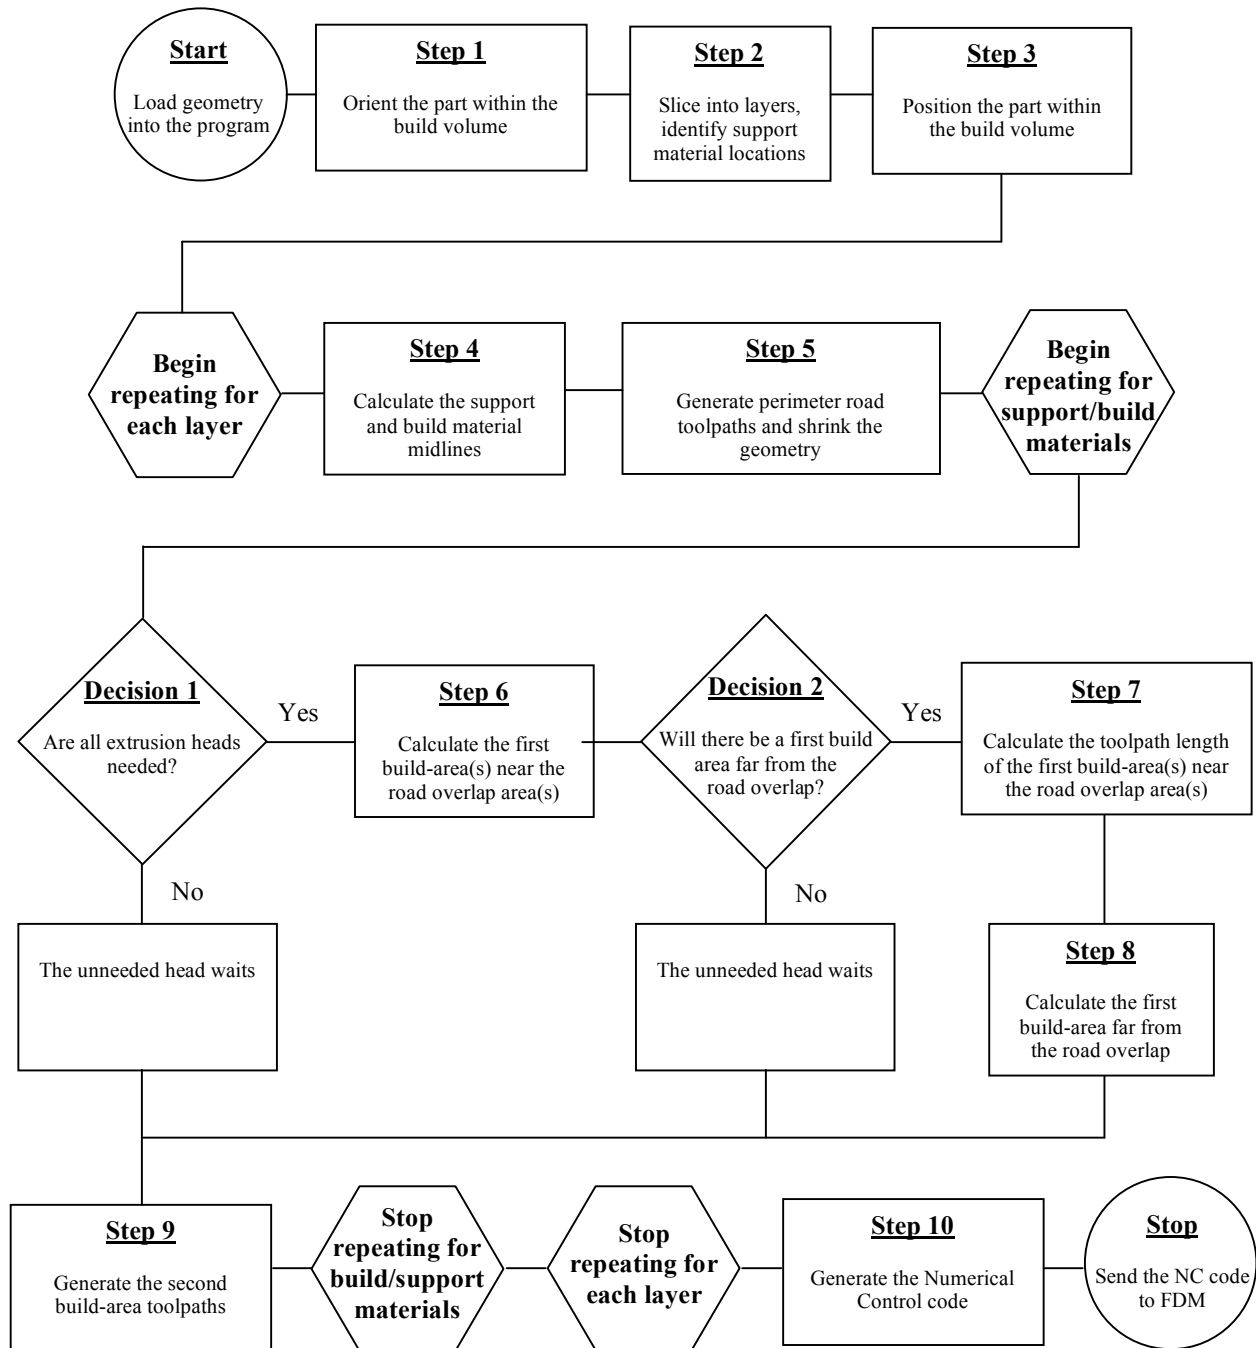 Start
Load geometry
into the program
Step 1
Orient the part within the
build volume
Step 2
Slice into layers,
identify support
material locations
Step 3
Position the part within
the build volume
Begin
repeating for
each layer
Step 4
Calculate the support
and build material
midlines
Step 5
Generate perimeter road
toolpaths and shrink the
geometry
Begin
repeating for
support/build
materials
Decision 1
Are all extrusion heads
needed?
Yes
No
The unneeded head waits
Step 6
Calculate the first
build-area(s) near the
road overlap area(s)
Decision 2
Will there be a first build
area far from the
road overlap?
Yes
No
The unneeded head waits
Step 7
Calculate the toolpath length
of the first build-area(s) near
the road overlap area(s)
Step 8
Calculate the first
build-area far from
the road overlap
Step 9
Generate the second
build-area toolpaths
Stop
repeating for
build/support
materials
Stop
repeating for
each layer
Step 10
Generate the Numerical
Control code
Stop
Send the NC code
to FDM